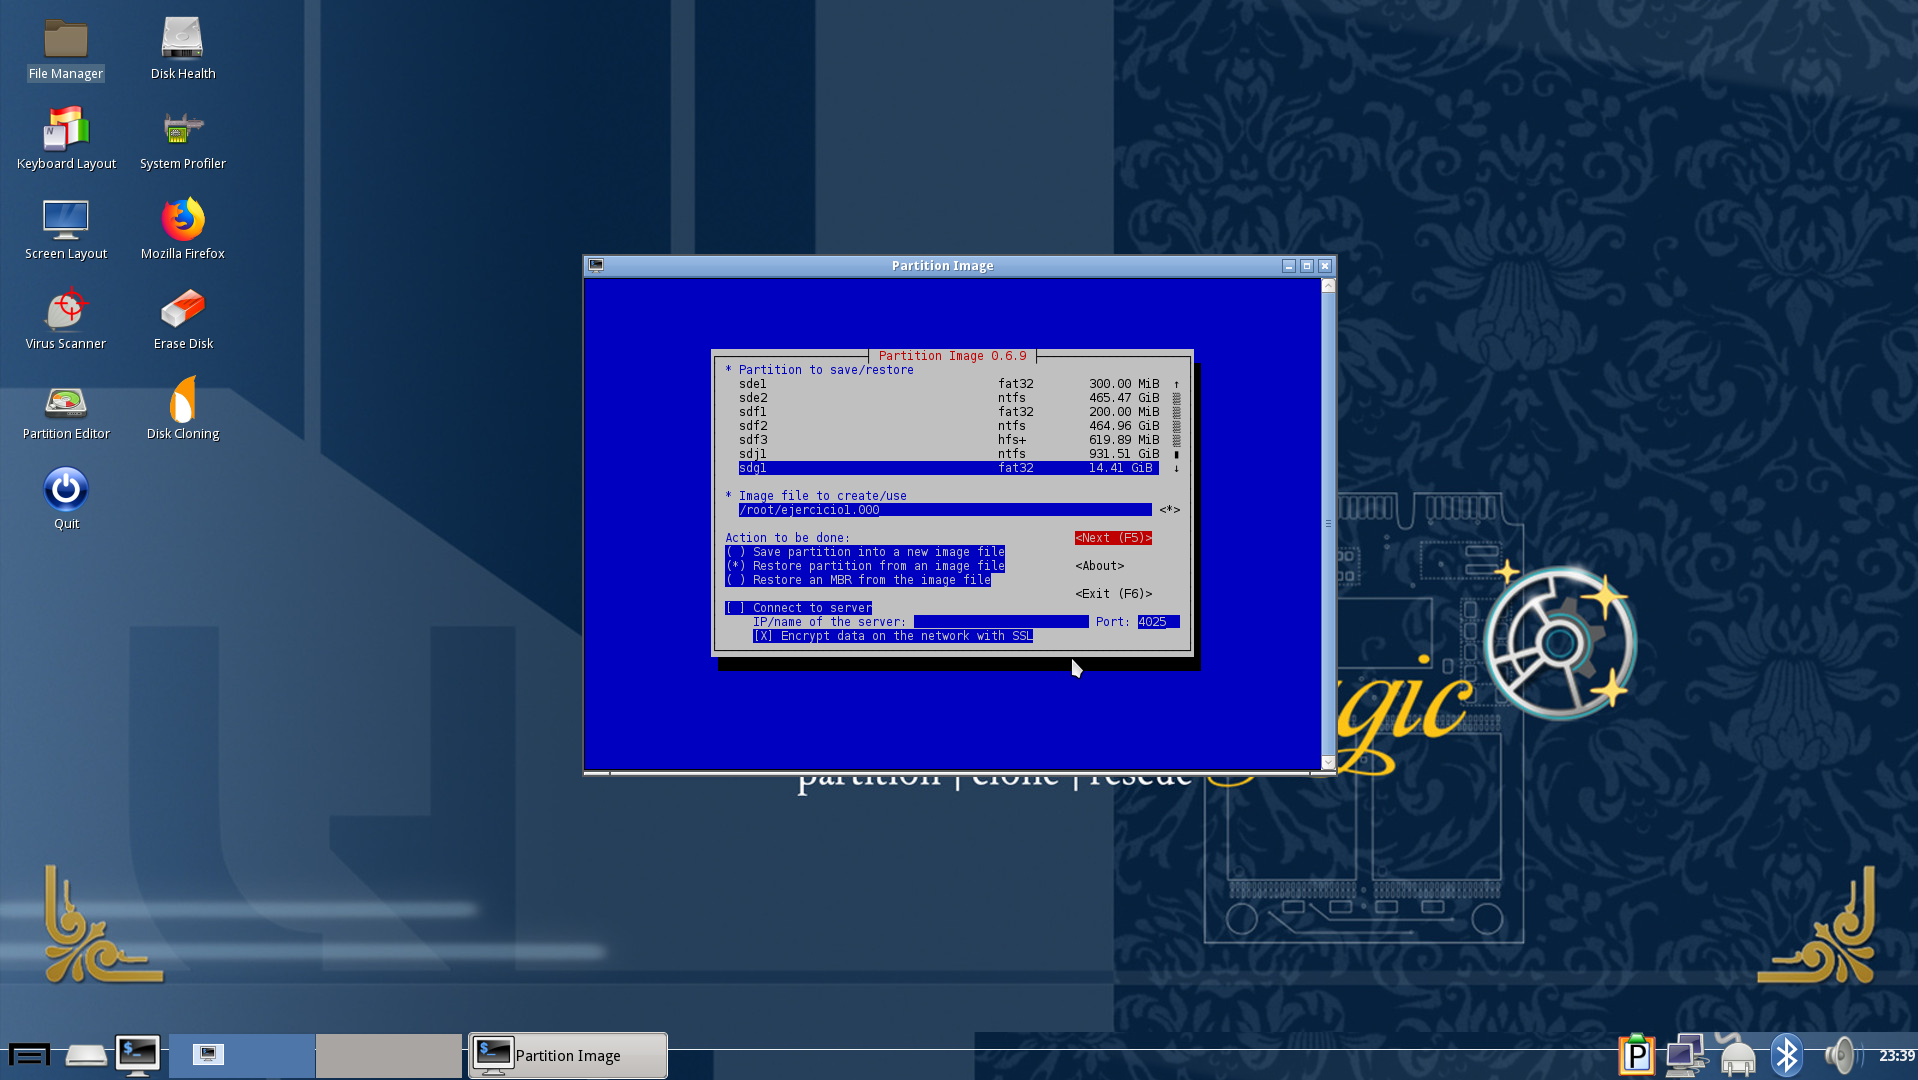 File Manager
Disk Health
Keyboard Layout
System Profiler
Screen Layout
Mozilla Firefox
Virus Scanner
Erase Disk
Partition Editor
Disk Cloning
Quit
Partition Image
Partition Image 0.6.9
* Partition to save/restore
sde1 fat32 300.00 MiB ↑
sde2 ntfs 465.47 GiB
sdf1 fat32 200.00 MiB
sdf2 ntfs 464.96 GiB
sdf3 hfs+ 619.89 MiB
sdj1 ntfs 931.51 GiB
sdg1 fat32 14.41 GiB ↓
* Image file to create/use
/root/ejercicio1.000 <*>
Action to be done: <Next (F5)>
( ) Save partition into a new image file
(*) Restore partition from an image file <About>
( ) Restore an MBR from the image file
<Exit (F6)>
[ ] Connect to server
IP/name of the server: Port: 4025
[X] Encrypt data on the network with SSL
partition | clone | rescue
Partition Image
23:39